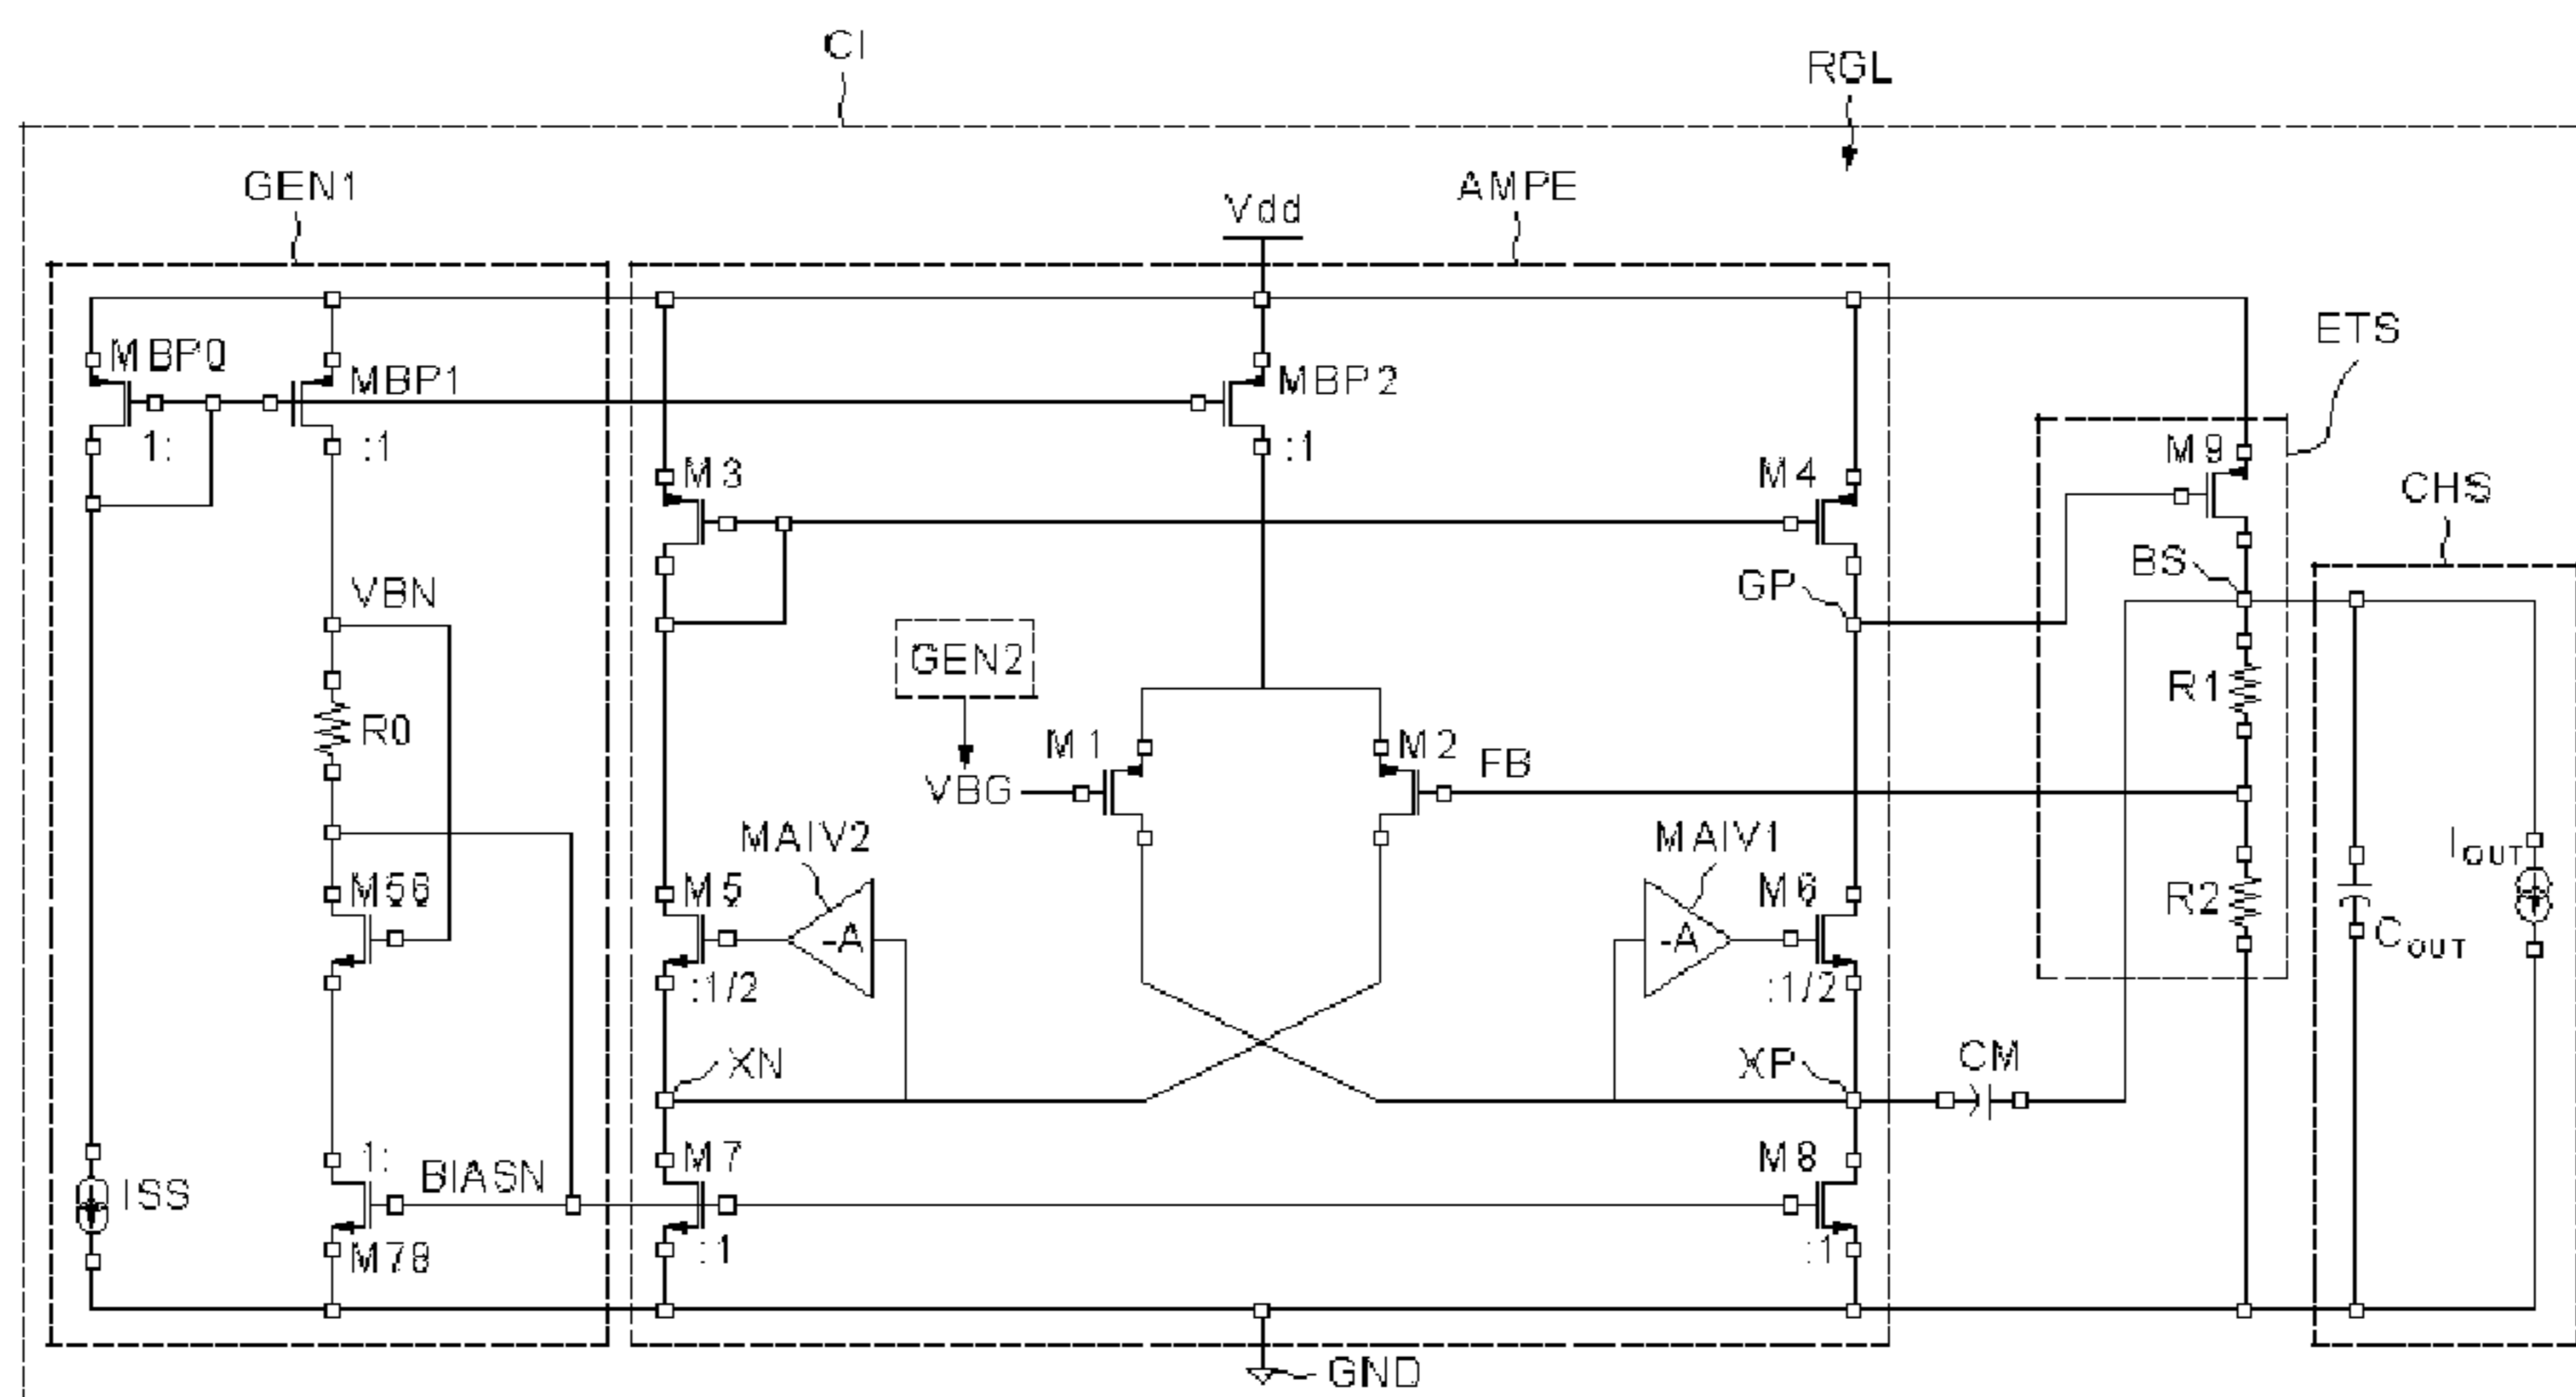 CI
RGL
GEN1
Vdd
AMPE
ETS
MBP0
MBP1
MBP2
1:
:1
:1
M9
M3
M4
CHS
BS
VBN
GP
GEN2
R0
R1
M1
M2
FB
VBG
MAIV2
MAIV1
IOUT
M56
M5
M6
R2
-A
-A
COUT
:1/2
:1/2
XN
XP
CM
1:
M7
M8
BIASN
ISS
M78
:1
:1
GND